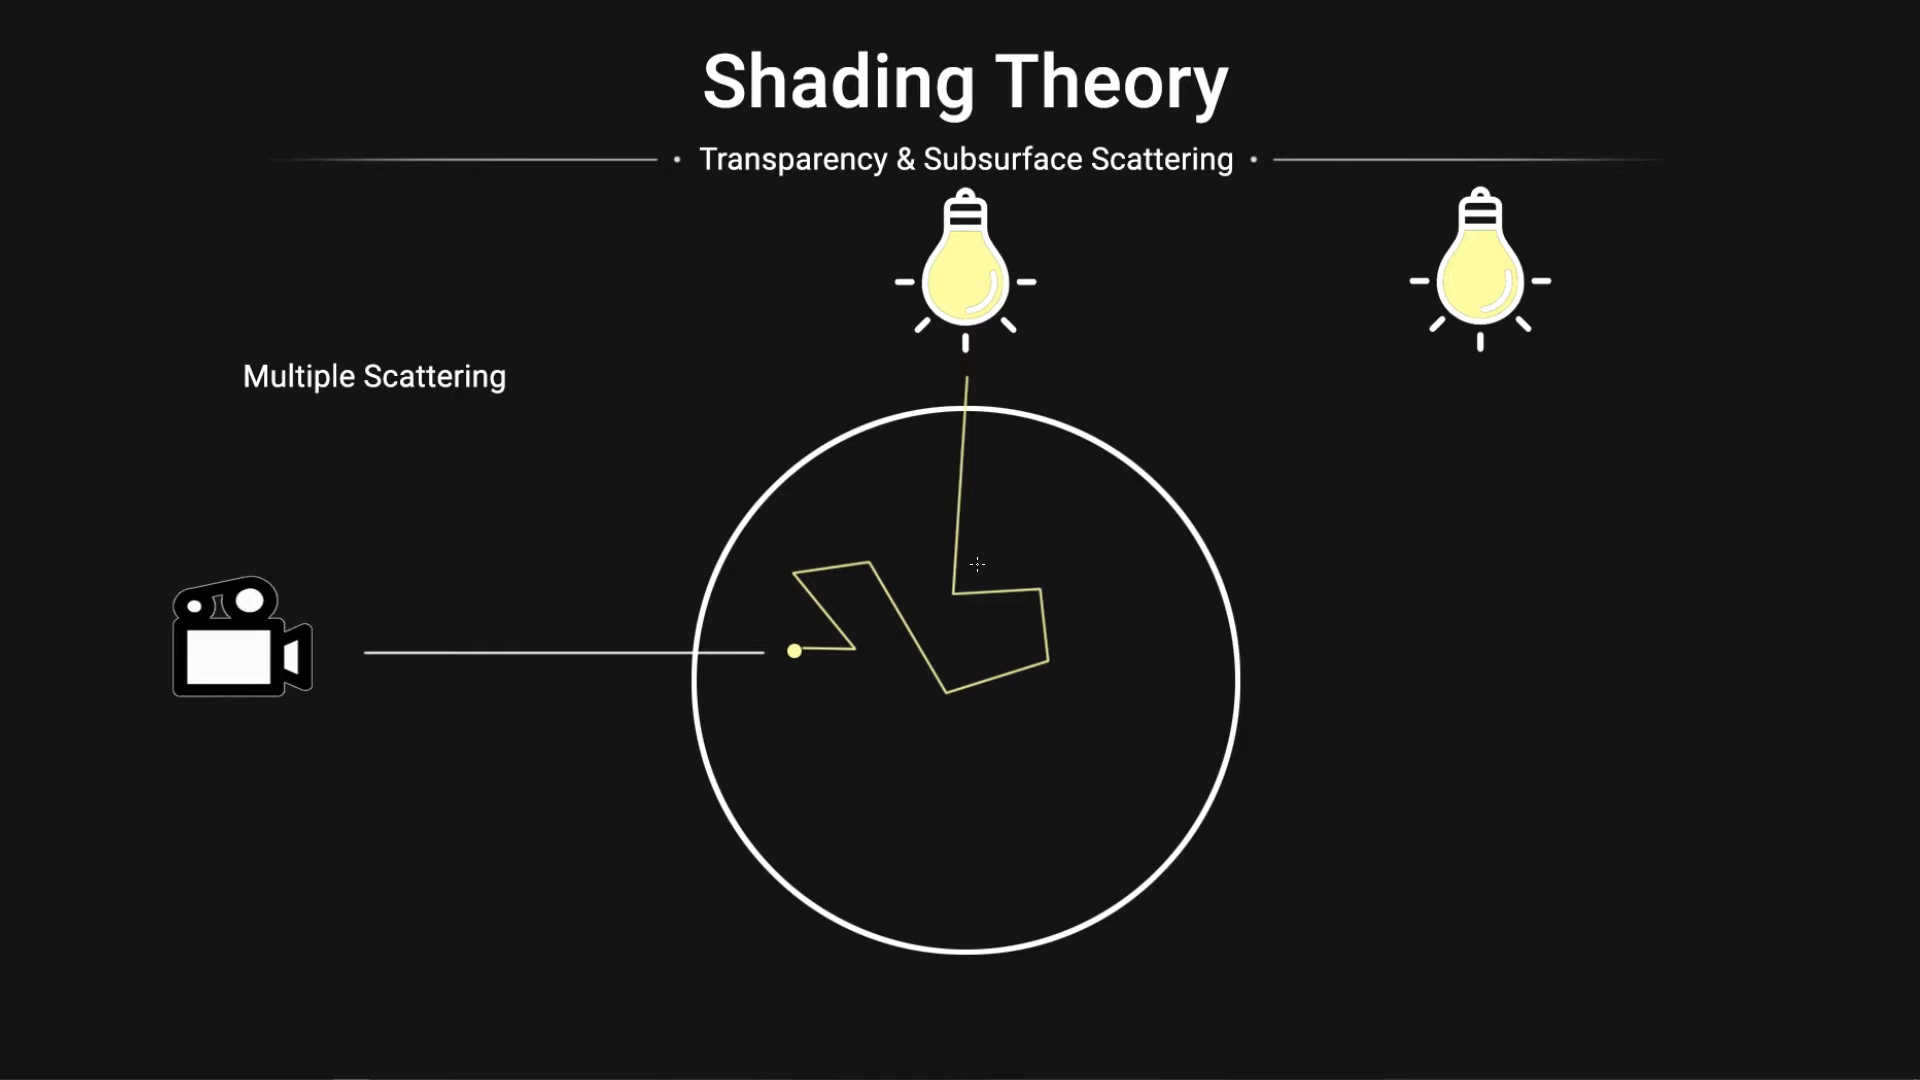 Shading Theory
Transparency & Subsurface Scattering
Multiple Scattering